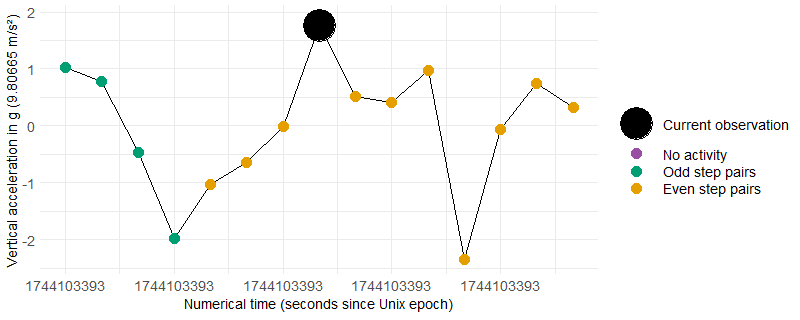 Vertical acceleration in g (9.80665 m/s²)
2
1
0
-1
-2
1744103393
1744103393
1744103393
1744103393
1744103393
Numerical time (seconds since Unix epoch)
Current observation
No activity
Odd step pairs
Even step pairs